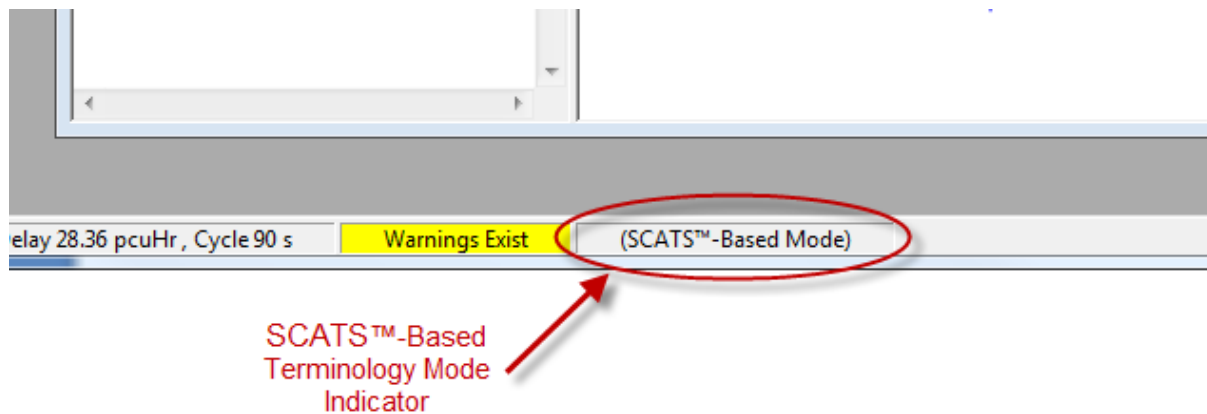 elay 28.36 pcuHr , Cycle 90 s Warnings Exist (SCATS™-Based Mode)
SCATS™-Based
Terminology Mode
Indicator